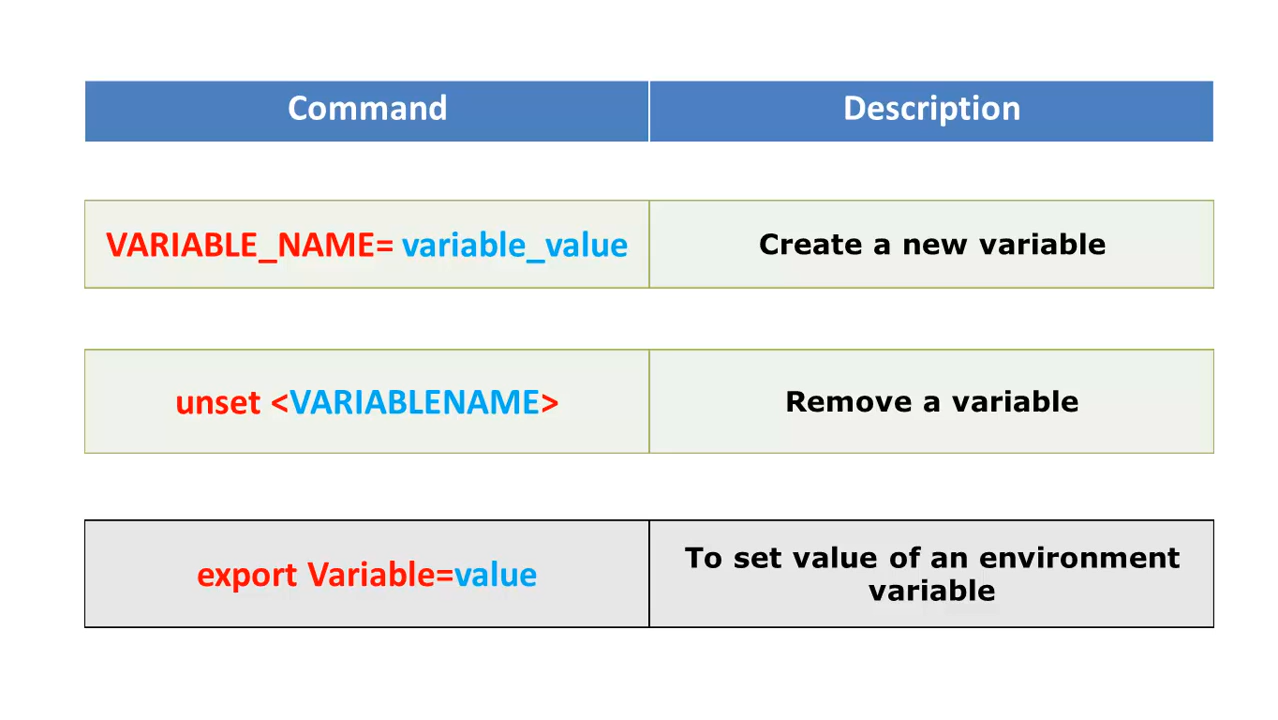 Command Description
VARIABLE_NAME= variable_value Create a new variable
unset <VARIABLENAME> Remove a variable
export Variable=value To set value of an environment
variable